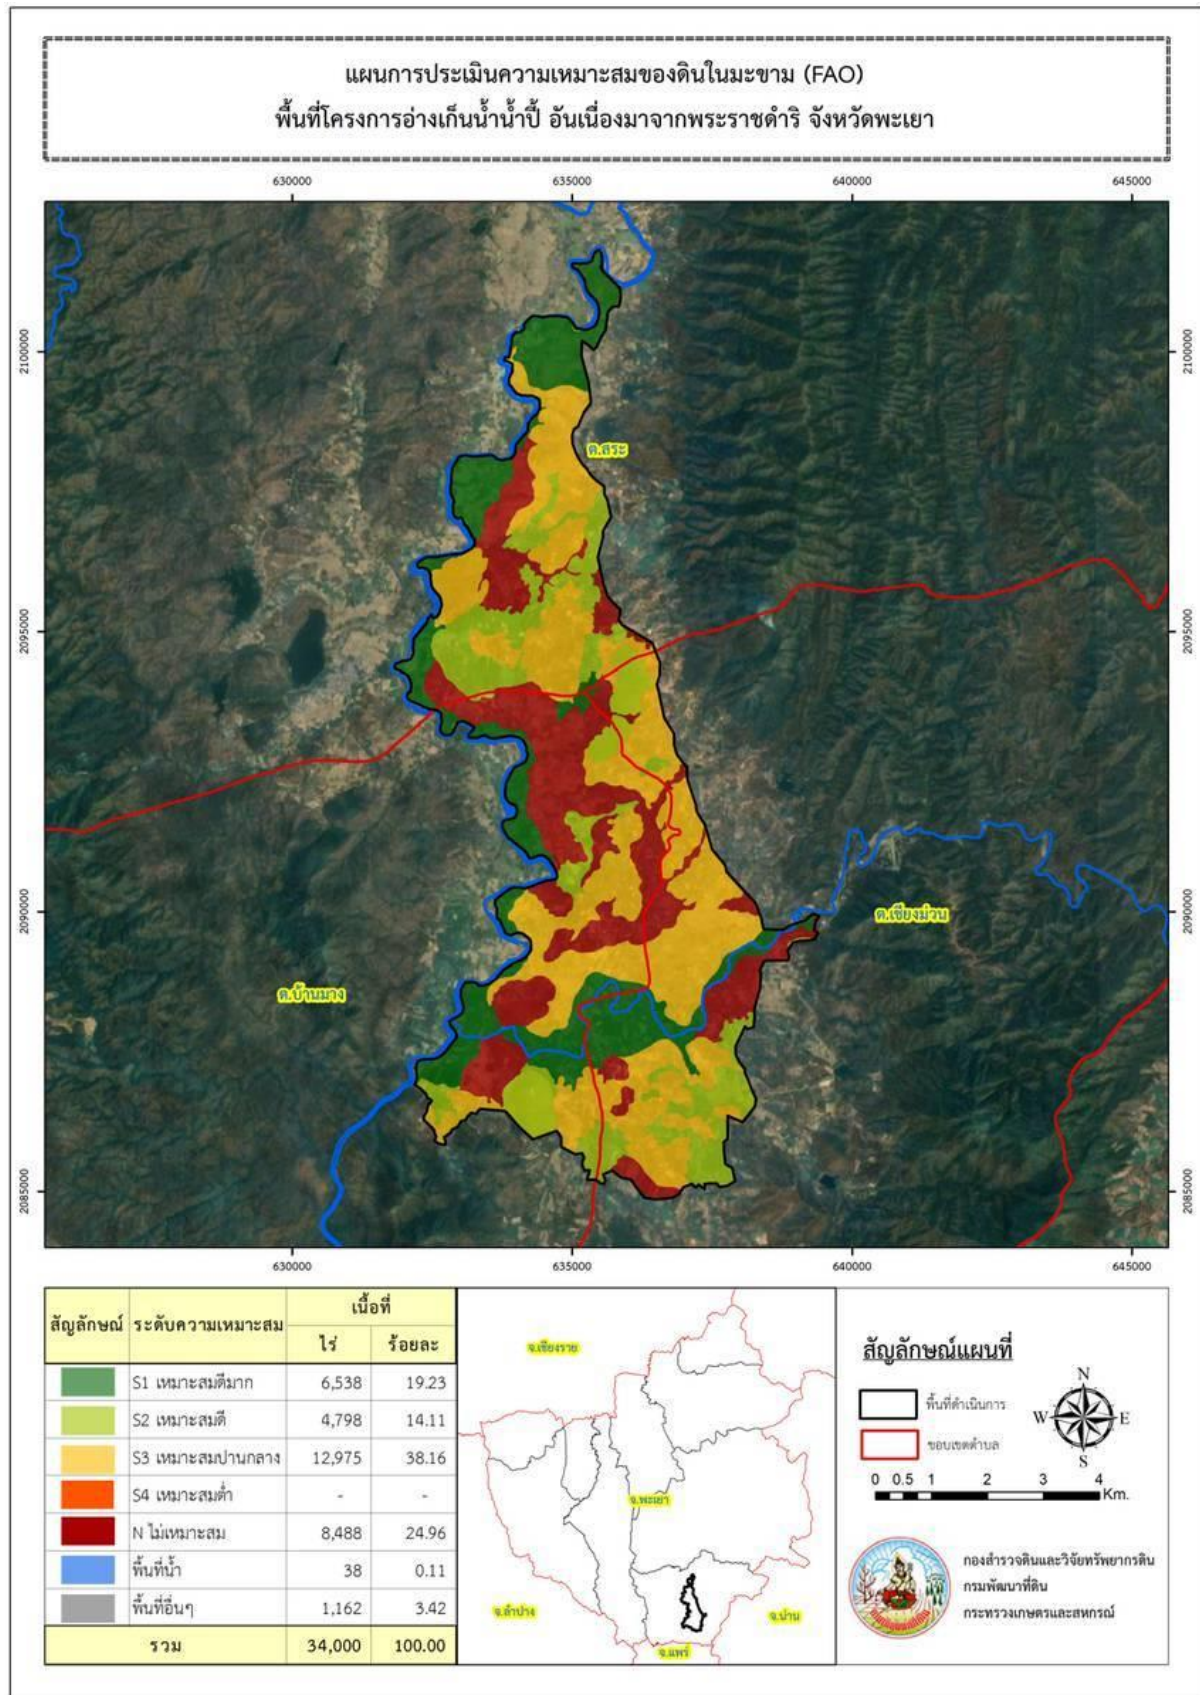 แผนการประเมินความเหมาะสมของดินในมะขาม (FAO)
พื้นที่โครงการอ่างเก็บน้ำน้ำปี้ อันเนื่องมาจากพระราชดำริ จังหวัดพะเยา
630000 635000 640000 645000
2100000 2100000
ต.สระ
2095000 2095000
2090000 2090000
ต.เชียงม่วน
ต.บ้านมาง
2085000 2085000
630000 635000 640000 645000
สัญลักษณ์ ระดับความเหมาะสม เนื้อที่
ไร่ ร้อยละ
S1 เหมาะสมดีมาก 6,538 19.23
S2 เหมาะสมดี 4,798 14.11
S3 เหมาะสมปานกลาง 12,975 38.16
S4 เหมาะสมต่ำ - -
N ไม่เหมาะสม 8,488 24.96
พื้นที่น้ำ 38 0.11
พื้นที่อื่นๆ 1,162 3.42
รวม 34,000 100.00
จ.เชียงราย
จ.พะเยา
จ.ลำปาง
จ.น่าน
จ.แพร่
สัญลักษณ์แผนที่
พื้นที่ดำเนินการ
ขอบเขตตำบล
N
W E
S
0 0.5 1 2 3 4
Km.
กองสำรวจดินและวิจัยทรัพยากรดิน
กรมพัฒนาที่ดิน
กระทรวงเกษตรและสหกรณ์